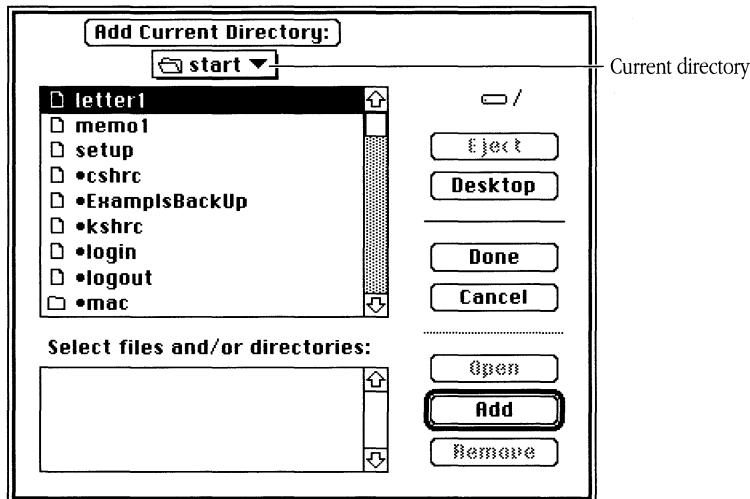 Add Current Directory:
start
Current directory
letter1
memo1
setup
•cshrc
•ExamplsBackUp
•kshrc
•login
•logout
•mac
/
Eject
Desktop
Done
Cancel
Select files and/or directories:
Open
Add
Remove